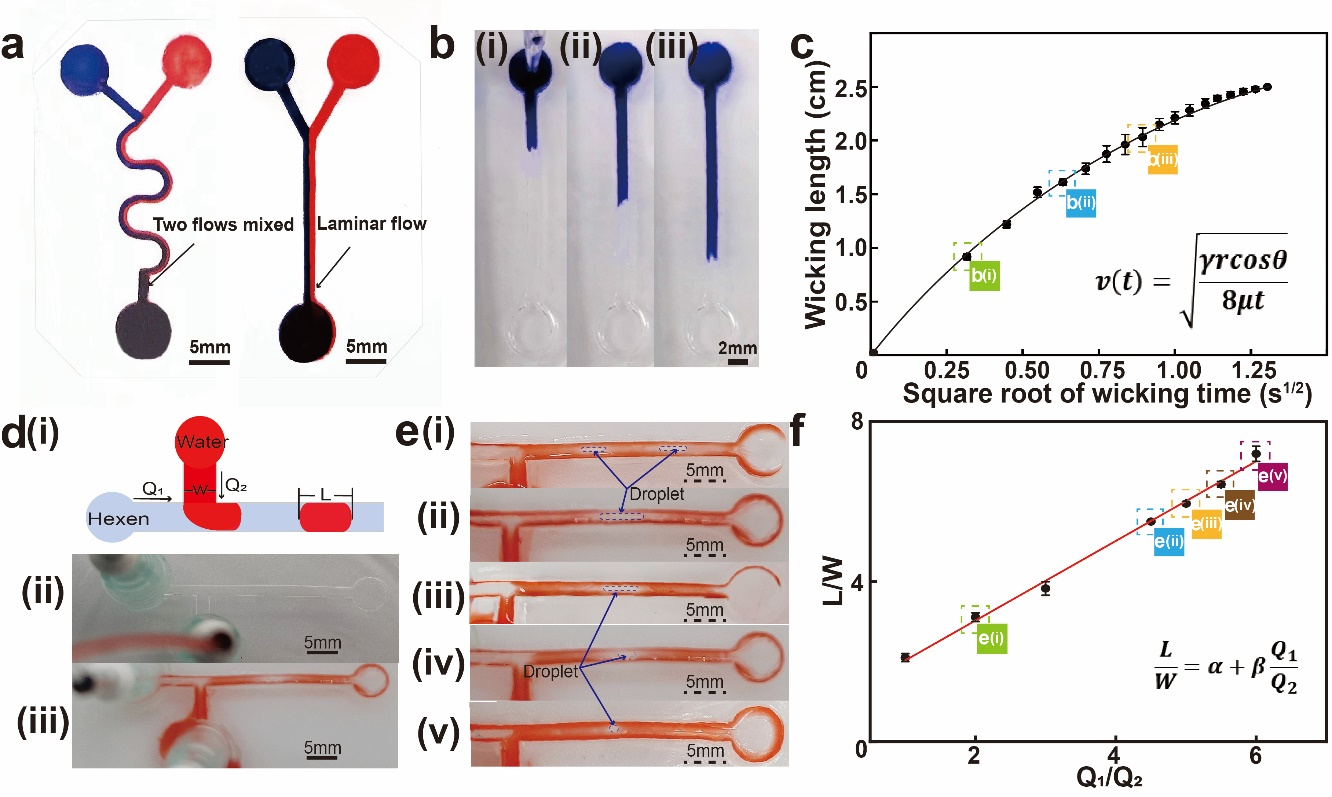 a
Two flows mixed
Laminar flow
5mm
5mm
b
(i)
(ii)
(iii)
2mm
c
Wicking length (cm)
2.5
2.0
1.5
1.0
0.5
0
0.25
0.50
0.75
1.00
1.25
Square root of wicking time (s^1/2)
b(i)
b(ii)
b(iii)
v(t) = √(γrcosθ / 8μt)
d(i)
Water
Q₁
W
Q₂
L
Hexen
(ii)
5mm
(iii)
5mm
e(i)
5mm
Droplet
(ii)
5mm
(iii)
5mm
(iv)
Droplet
5mm
(v)
5mm
f
L/W
8
4
0
2
4
6
Q₁/Q₂
e(i)
e(ii)
e(iii)
e(iv)
e(v)
L/W = α + β Q₁/Q₂